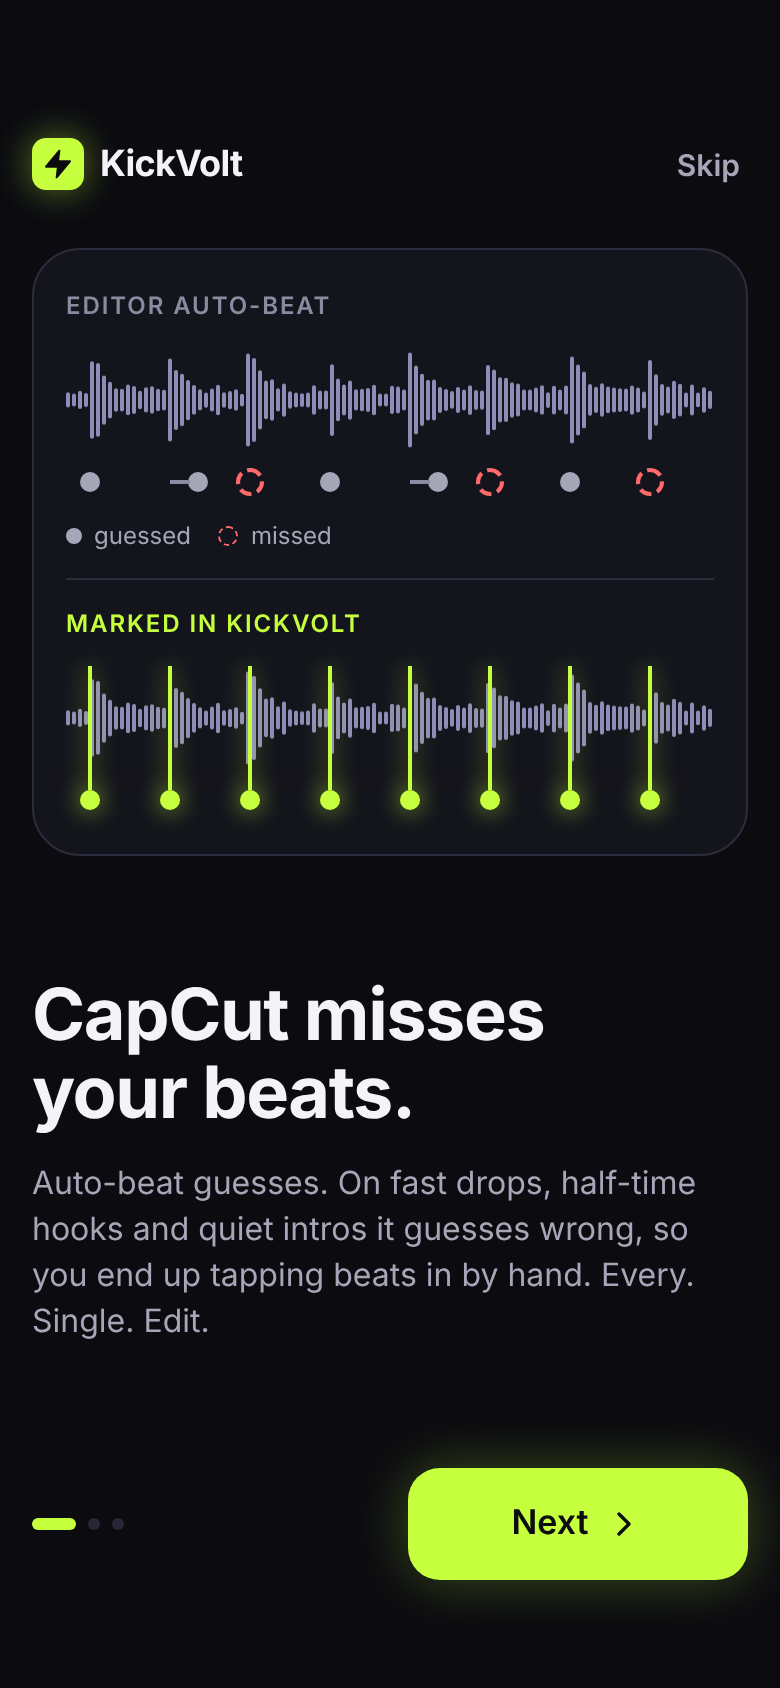 KickVolt
Skip
EDITOR AUTO-BEAT
guessed
missed
MARKED IN KICKVOLT
CapCut misses
your beats.
Auto-beat guesses. On fast drops, half-time
hooks and quiet intros it guesses wrong, so
you end up tapping beats in by hand. Every.
Single. Edit.
Next